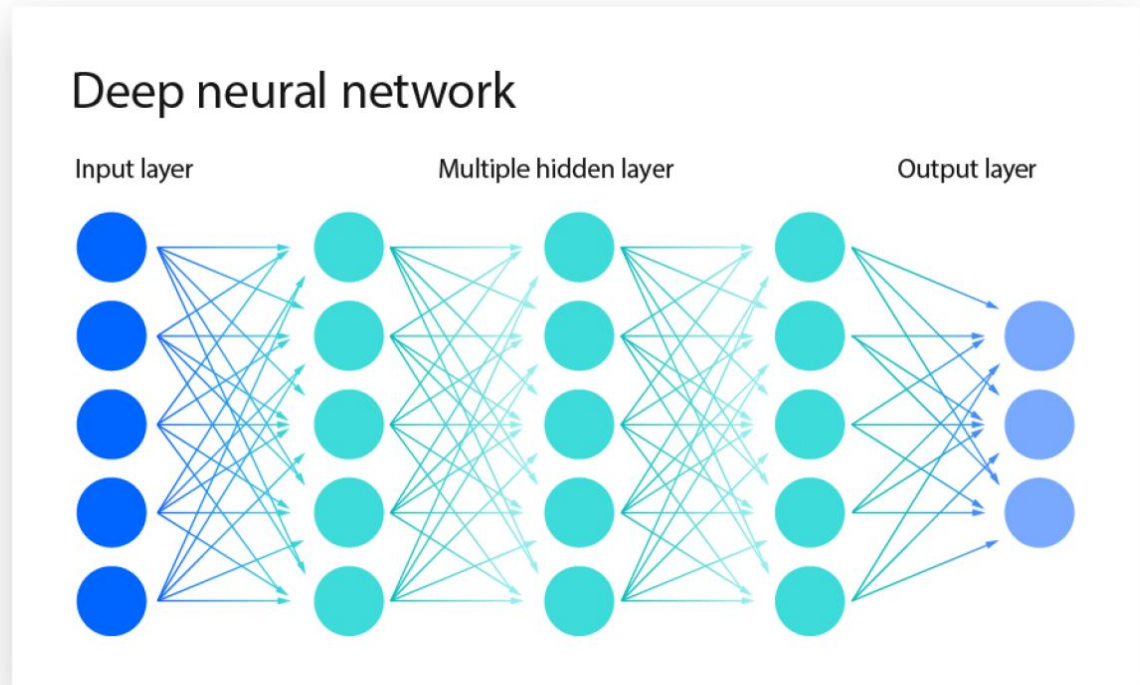 Deep neural network
Input layer
Multiple hidden layer
Output layer